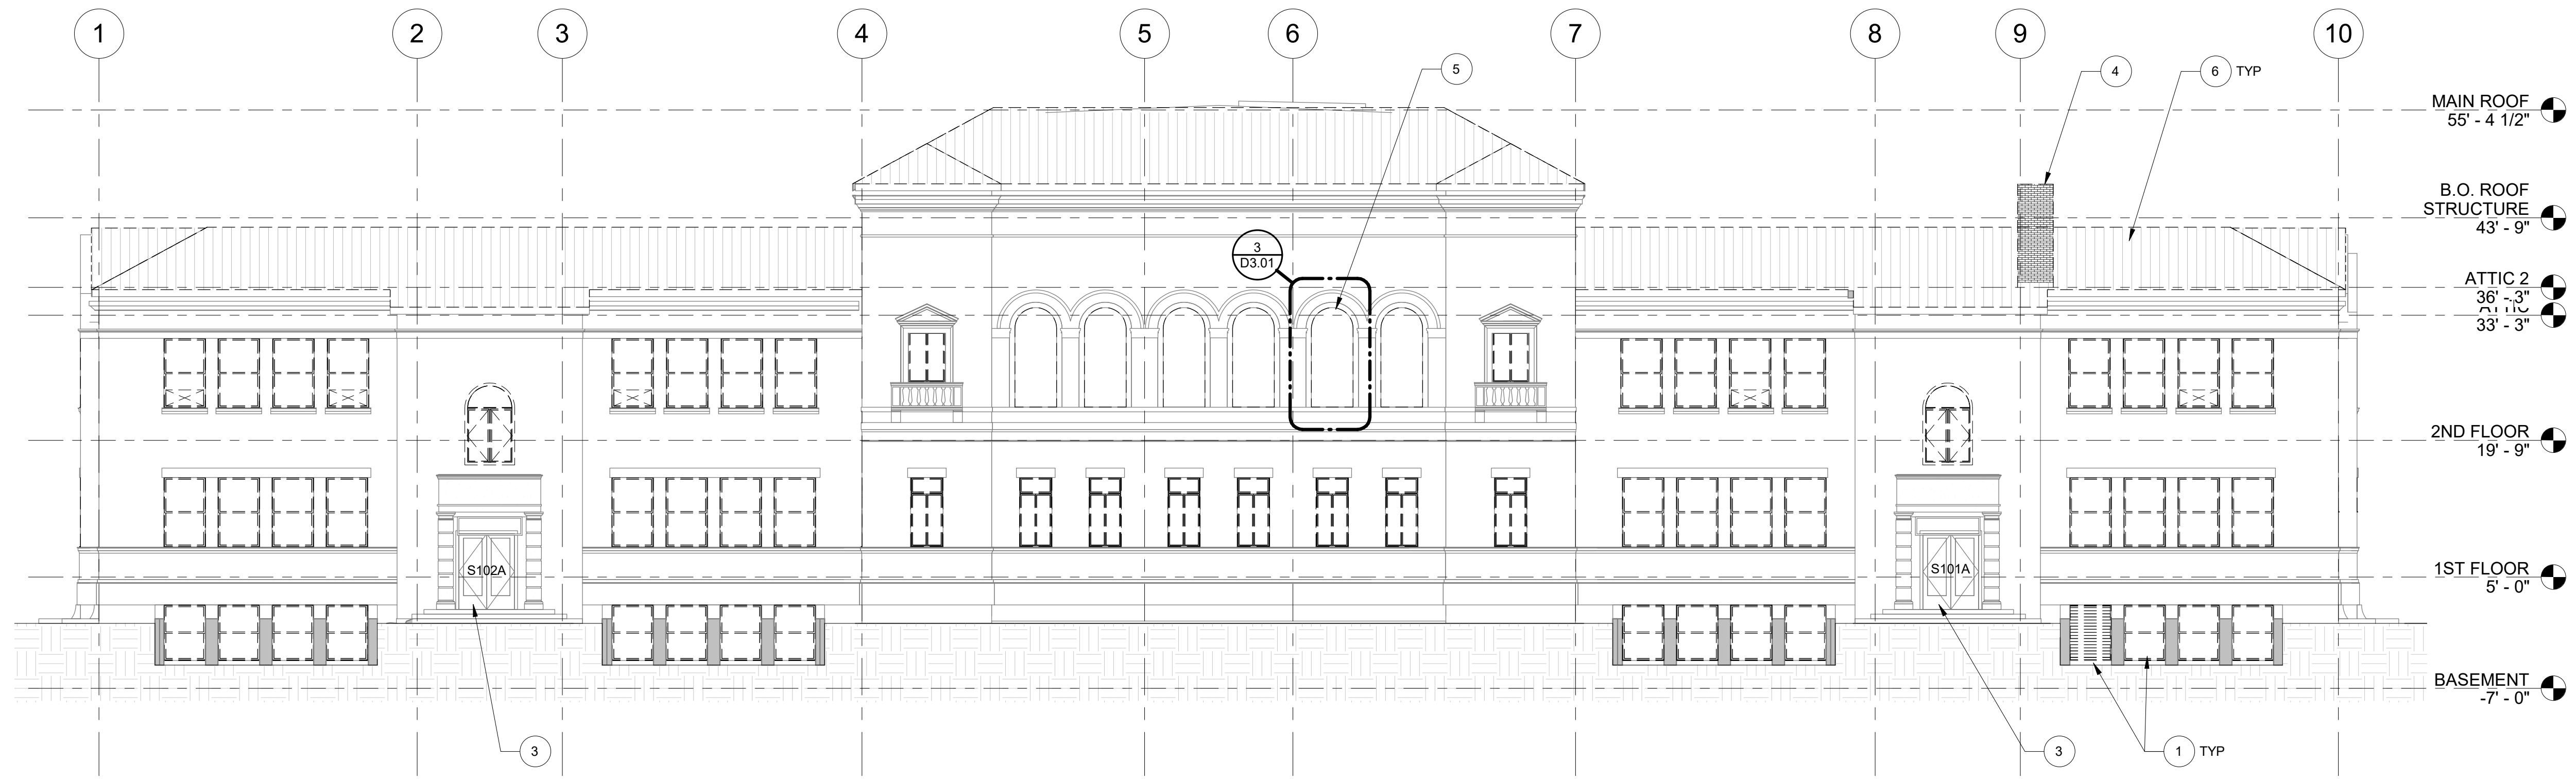 1
2
3
4
5
6
7
8
9
10
5
4
6 TYP
MAIN ROOF
55' - 4 1/2"
B.O. ROOF
STRUCTURE
43' - 9"
3
D3.01
ATTIC 2
36' - 3"
ATTIC
33' - 3"
2ND FLOOR
19' - 9"
S102A
S101A
1ST FLOOR
5' - 0"
BASEMENT
-7' - 0"
3
3
1 TYP